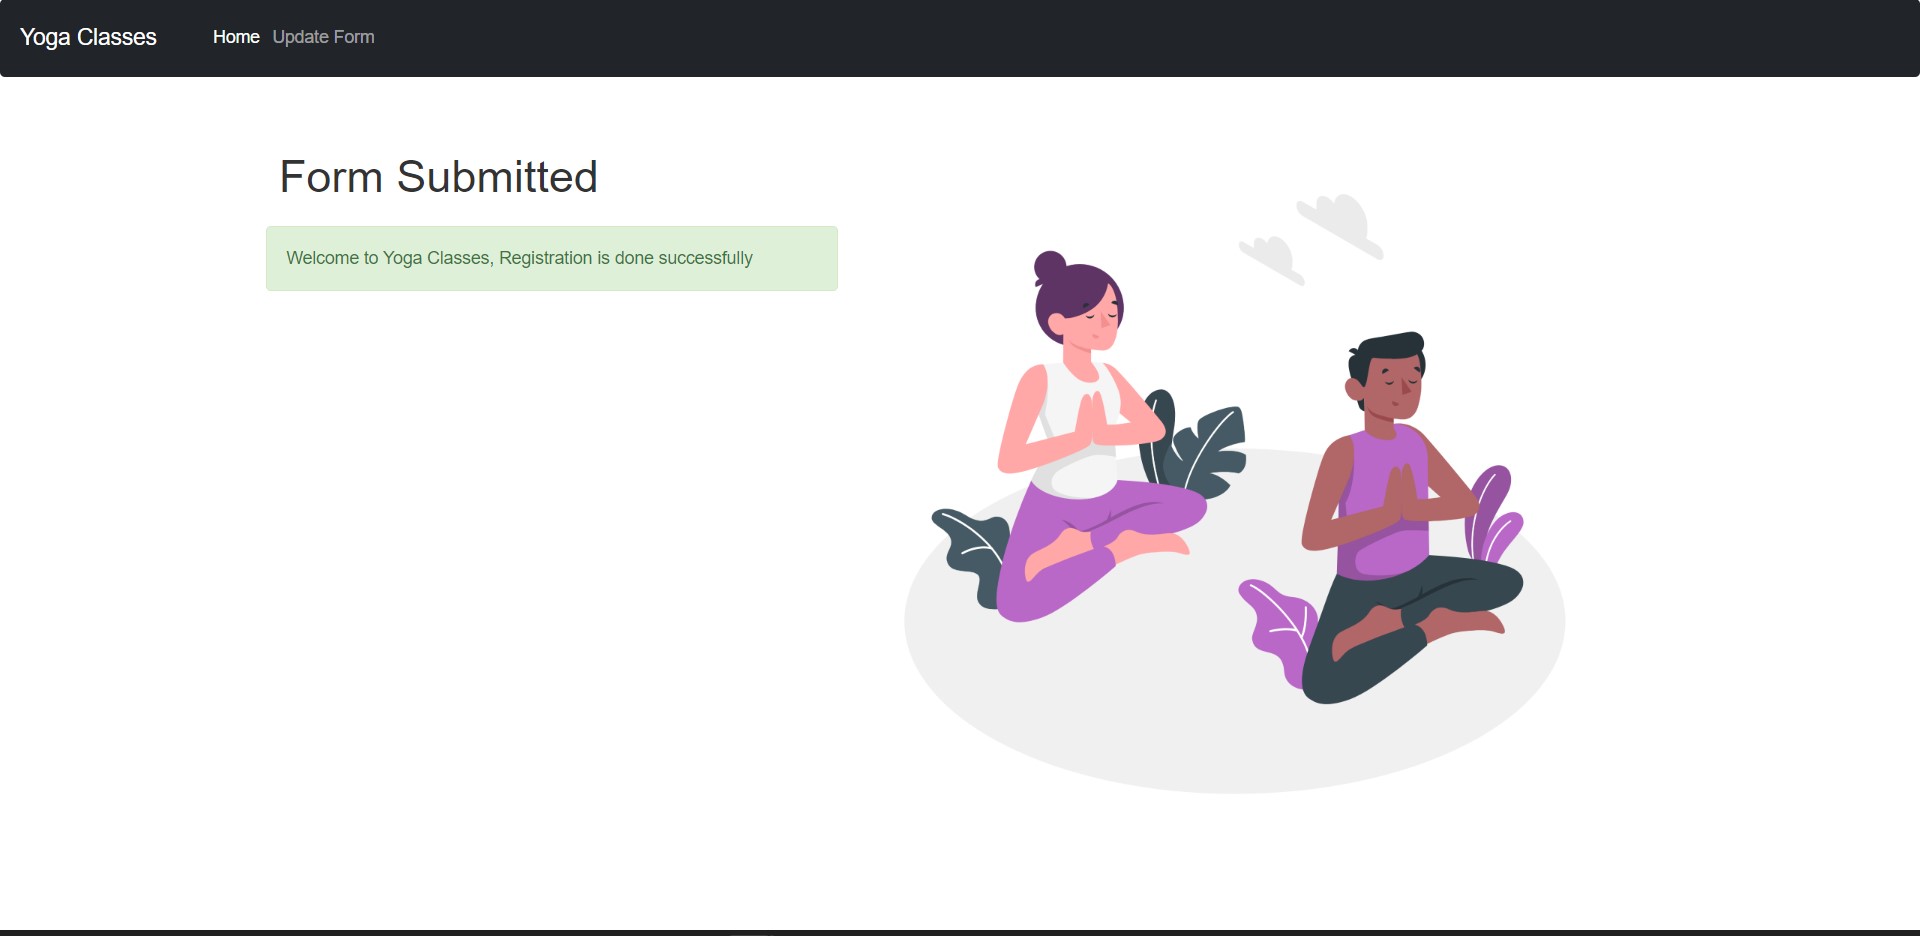 Yoga Classes Home Update Form
Form Submitted
Welcome to Yoga Classes, Registration is done successfully